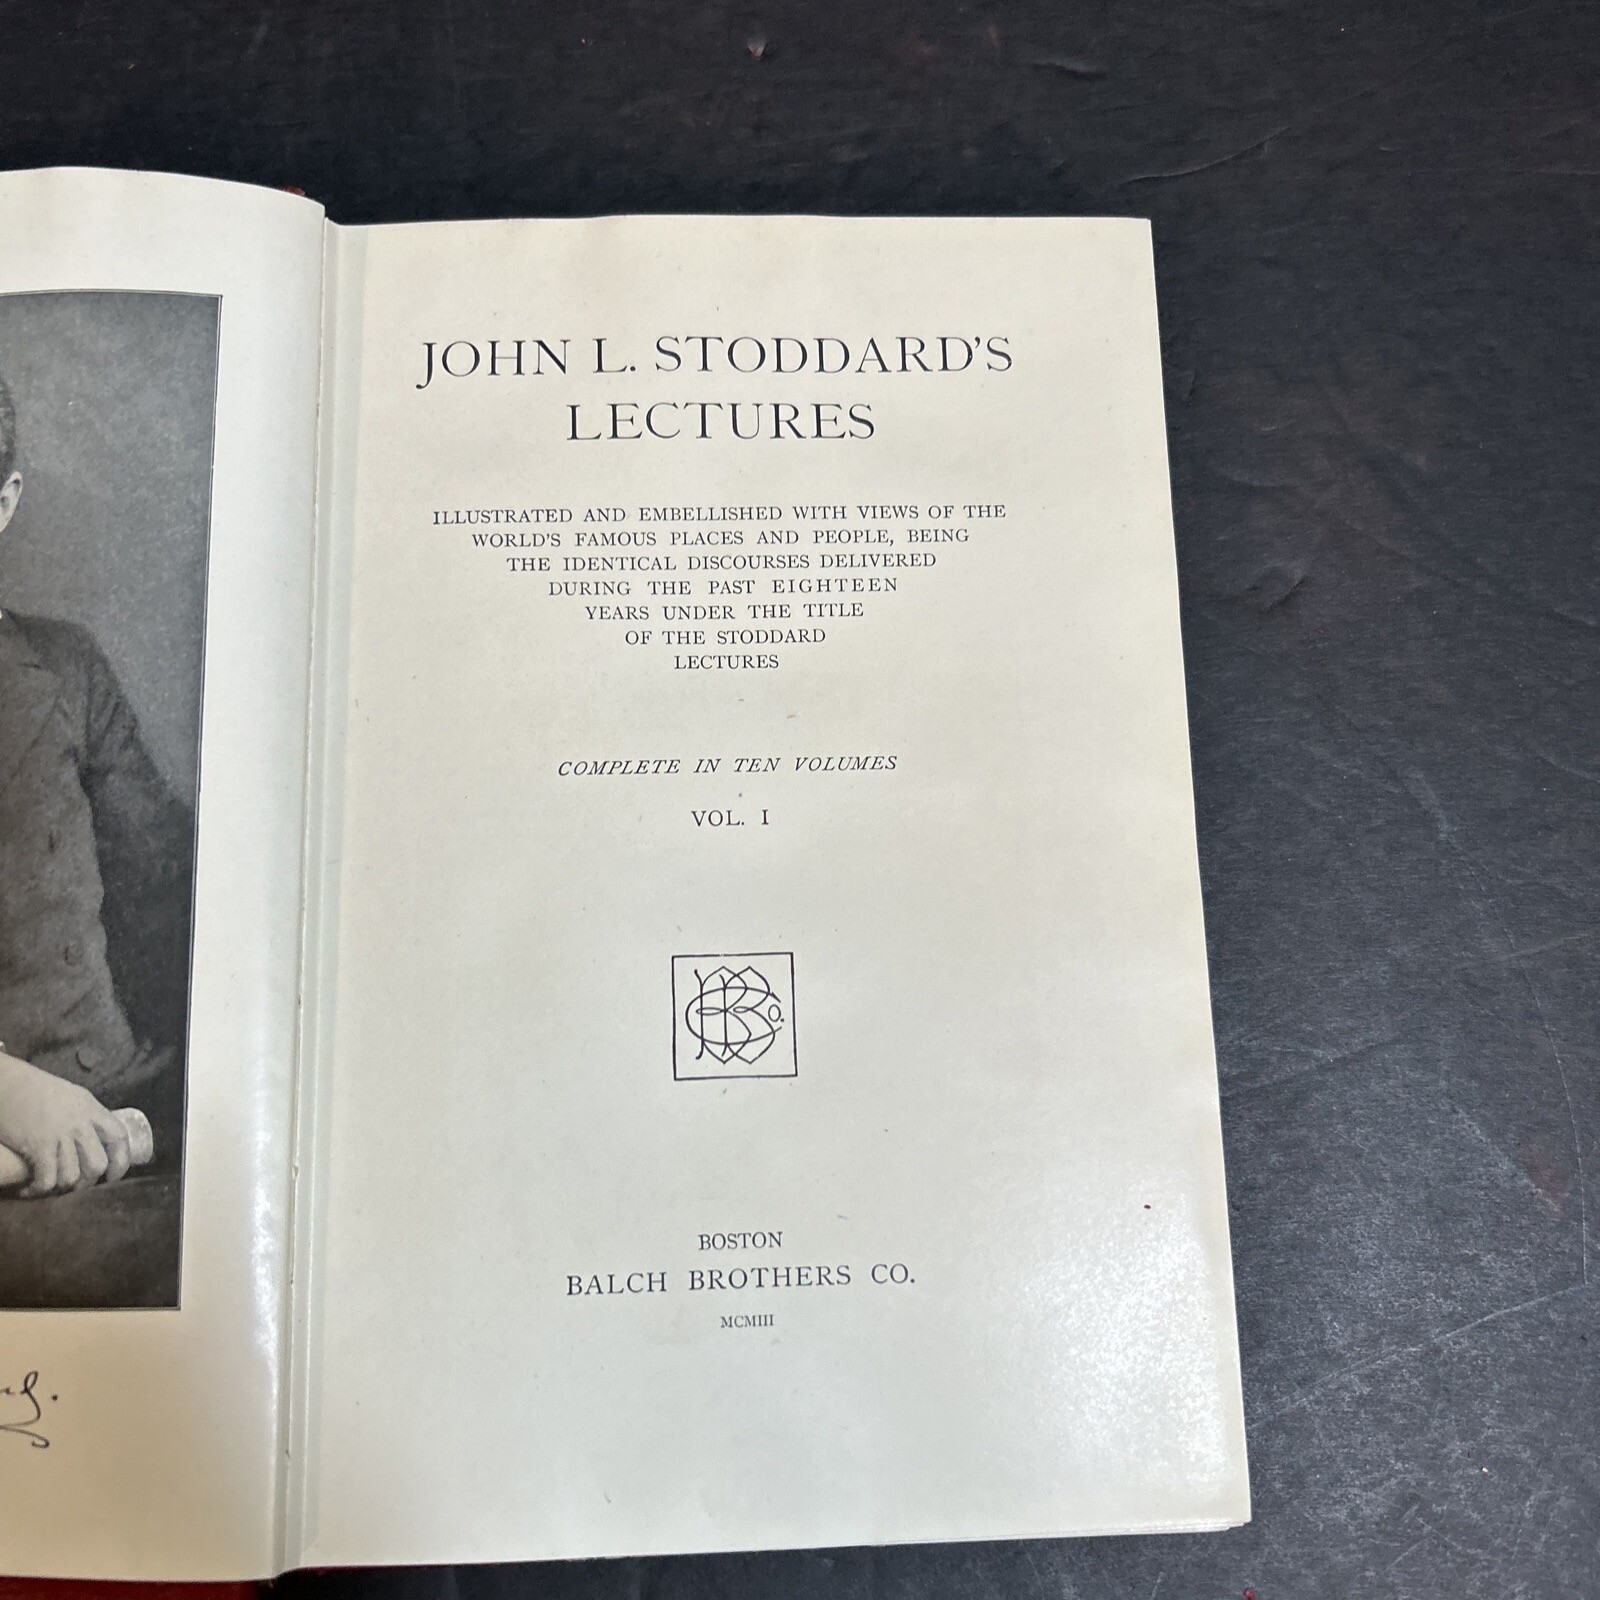 JOHN L. STODDARD'S
LECTURES
ILLUSTRATED AND EMBELLISHED WITH VIEWS OF THE
WORLD'S FAMOUS PLACES AND PEOPLE, BEING
THE IDENTICAL DISCOURSES DELIVERED
DURING THE PAST EIGHTEEN
YEARS UNDER THE TITLE
OF THE STODDARD
LECTURES
COMPLETE IN TEN VOLUMES
VOL. I
BOSTON
BALCH BROTHERS CO.
MCMIII